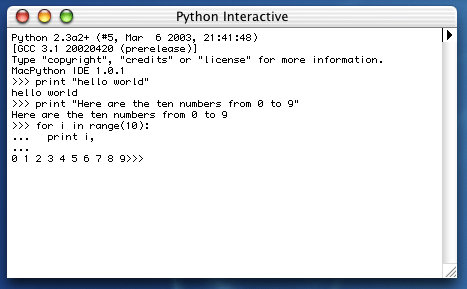 Python Interactive
Python 2.3a2+ (#5, Mar  6 2003, 21:41:48)
[GCC 3.1 20020420 (prerelease)]
Type "copyright", "credits" or "license" for more information.
MacPython IDE 1.0.1
>>> print "hello world"
hello world
>>> print "Here are the ten numbers from 0 to 9"
Here are the ten numbers from 0 to 9
>>> for i in range(10):
...   print i,
...
0 1 2 3 4 5 6 7 8 9>>>